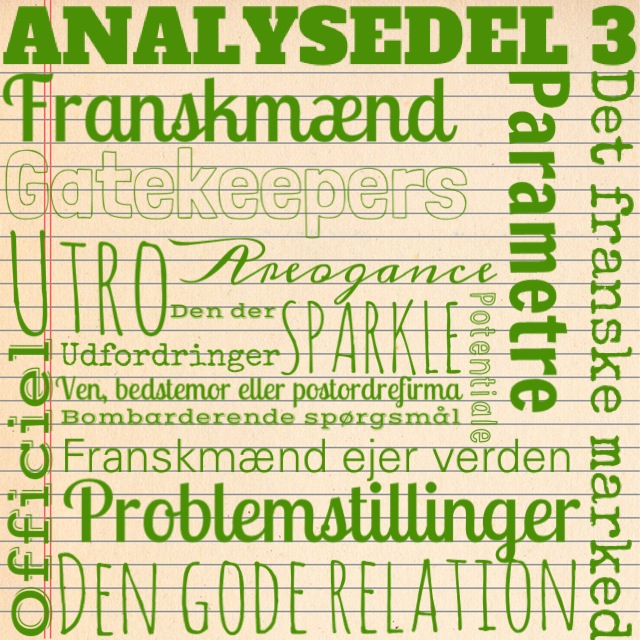 ANALYSEDEL 3
Franskmænd
Gatekeepers
UTRO
Areogance
Den der
SPARKLE
Udfordringer
Ven, bedstemor eller postordrefirma
Bombarderende spørgsmål
Franskmænd ejer verden
Problemstillinger
DEN GODE RELATION
Officiel
Potentiale
Parametre
Det franske marked